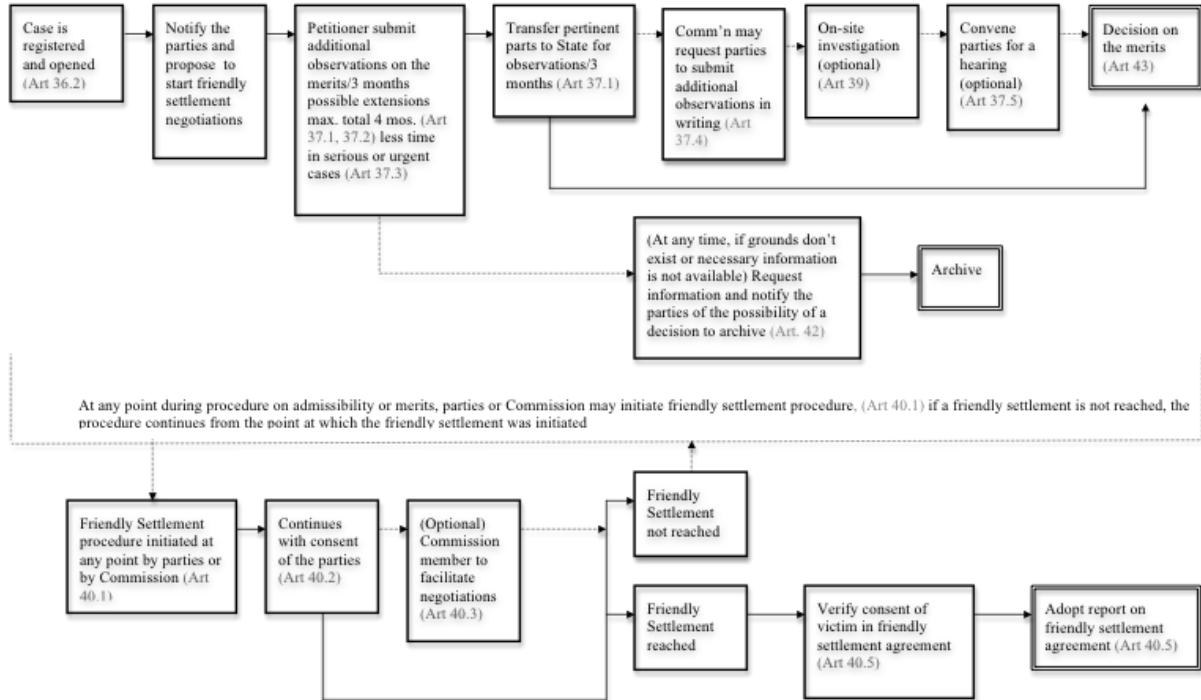 Case is
registered
and opened
(Art 36.2)
Notify the
parties and
propose to
start friendly
settlement
negotiations
Petitioner submit
additional
observations on the
merits/3 months
possible extensions
max. total 4 mos. (Art
37.1, 37.2) less time
in serious or urgent
cases (Art 37.3)
Transfer pertinent
parts to State for
observations/3
months (Art 37.1)
Comm'n may
request parties
to submit
additional
observations in
writing (Art
37.4)
On-site
investigation
(optional)
(Art 39)
Convene
parties for a
hearing
(optional)
(Art 37.5)
Decision on
the merits
(Art 43)
(At any time, if grounds don't
exist or necessary information
is not available) Request
information and notify the
parties of the possibility of a
decision to archive (Art. 42)
Archive
At any point during procedure on admissibility or merits, parties or Commission may initiate friendly settlement procedure, (Art 40.1) if a friendly settlement is not reached, the
procedure continues from the point at which the friendly settlement was initiated
Friendly Settlement
procedure initiated at
any point by parties or
by Commission (Art
40.1)
Continues
with consent
of the parties
(Art 40.2)
(Optional)
Commission
member to
facilitate
negotiations
(Art 40.3)
Friendly
Settlement
not reached
Friendly
Settlement
reached
Verify consent of
victim in friendly
settlement agreement
(Art 40.5)
Adopt report on
friendly settlement
agreement (Art 40.5)